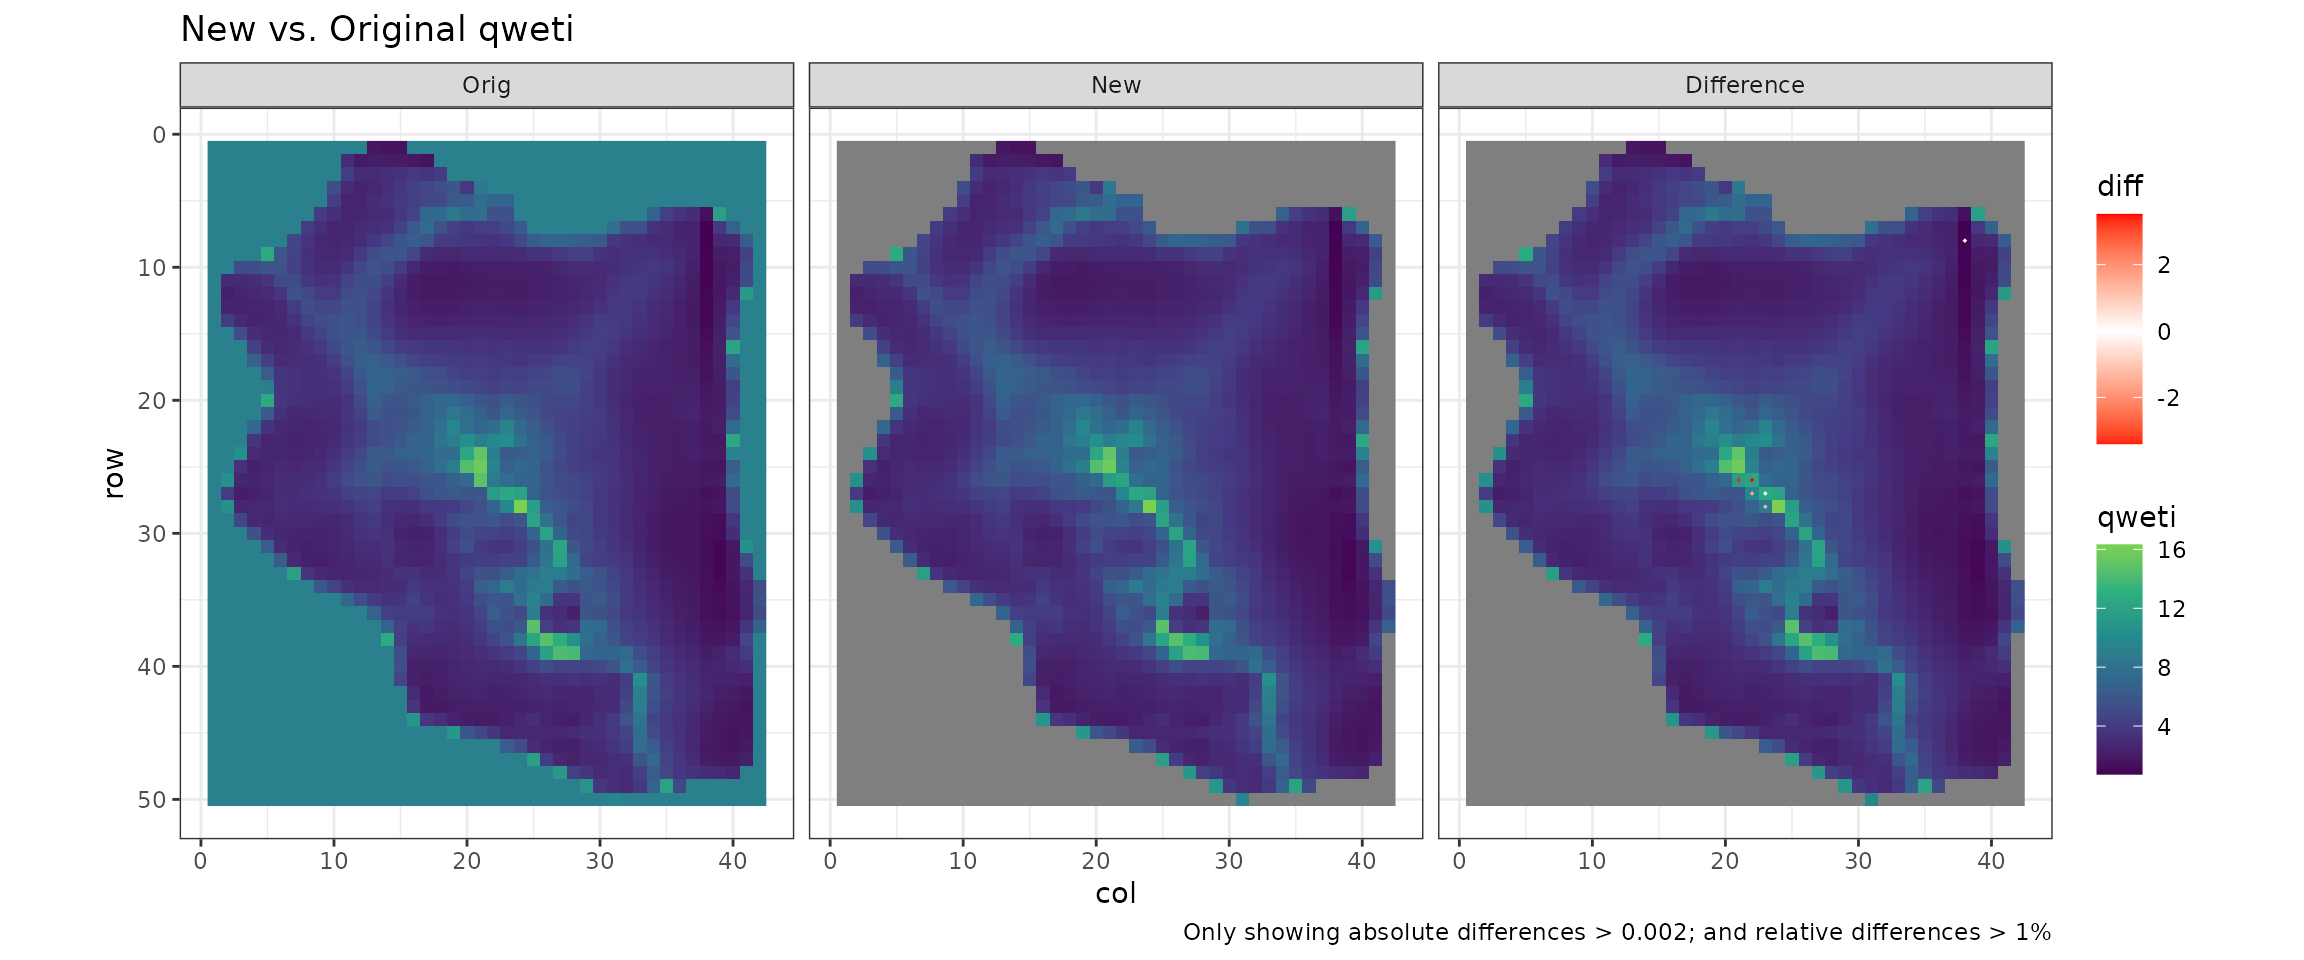 New vs. Original qweti
Orig New Difference
row
0
10
20
30
40
50
0 10 20 30 40 0 10 20 30 40 0 10 20 30 40
col
Only showing absolute differences > 0.002; and relative differences > 1%
diff
2
0
-2
qweti
16
12
8
4